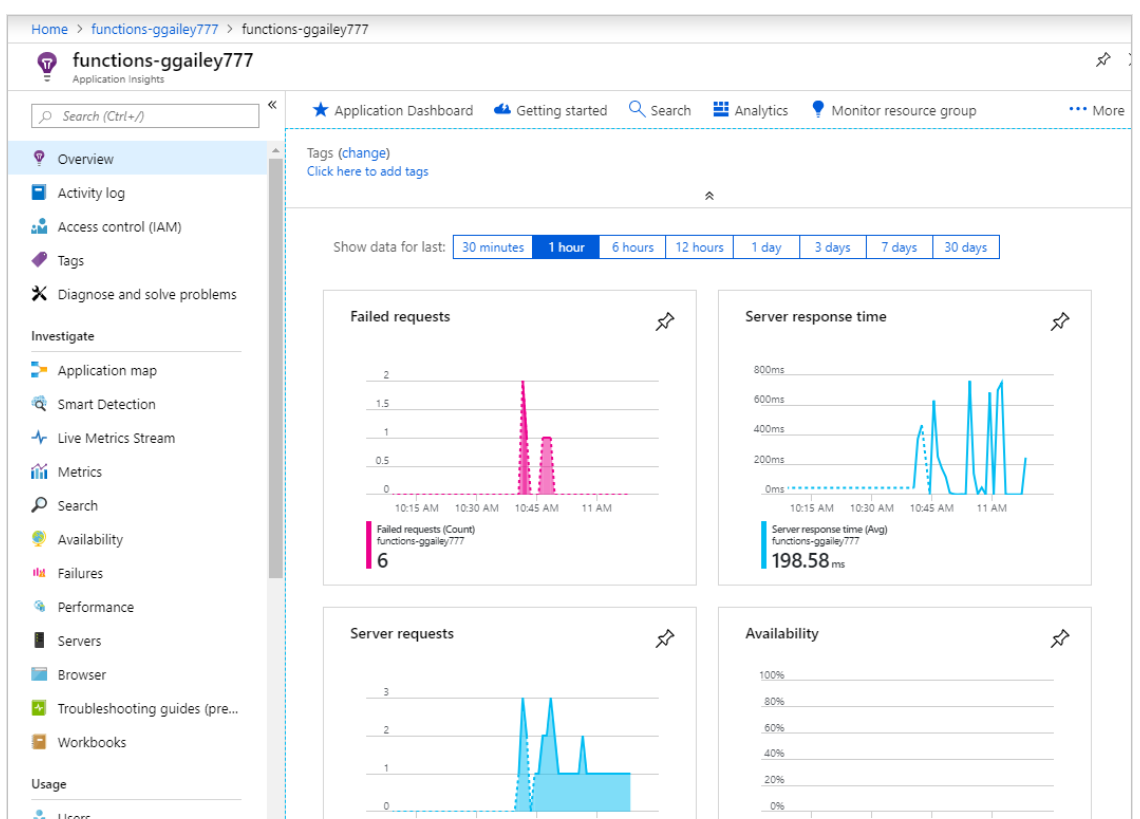 Home > functions-ggailey777 > functions-ggailey777
functions-ggailey777
Application Insights
Search (Ctrl+/)
«
Application Dashboard
Getting started
Search
Analytics
Monitor resource group
... More
Overview
Activity log
Access control (IAM)
Tags
Diagnose and solve problems
Investigate
Application map
Smart Detection
Live Metrics Stream
Metrics
Search
Availability
Failures
Performance
Servers
Browser
Troubleshooting guides (pre...
Workbooks
Usage
Users
Tags (change)
Click here to add tags
Show data for last: 30 minutes 1 hour 6 hours 12 hours 1 day 3 days 7 days 30 days
Failed requests
2
1.5
1
0.5
0
10:15 AM 10:30 AM 10:45 AM 11 AM
Failed requests (Count)
functions-ggailey777
6
Server response time
800ms
600ms
400ms
200ms
0ms
10:15 AM 10:30 AM 10:45 AM 11 AM
Server response time (Avg)
functions-ggailey777
198.58 ms
Server requests
3
2
1
0
Availability
100%
80%
60%
40%
20%
0%